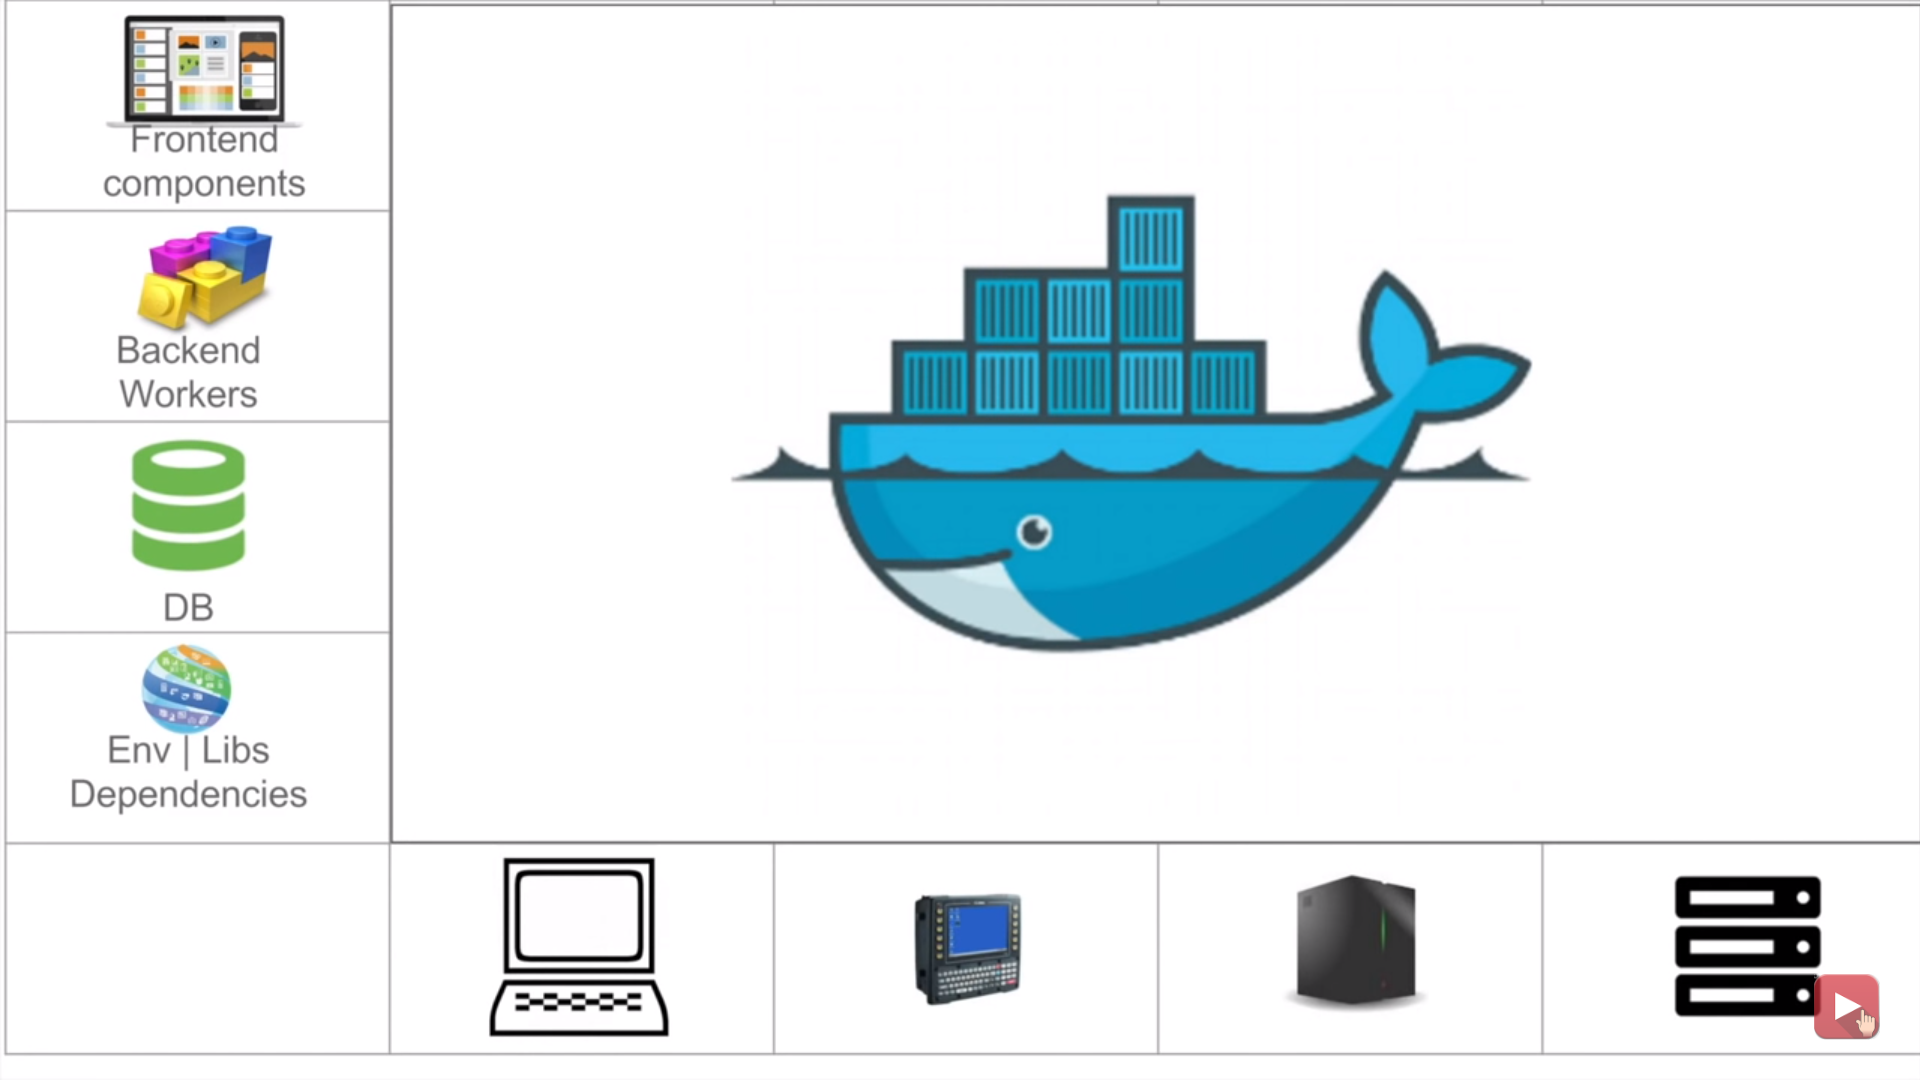 Frontend
components
Backend
Workers
DB
Env | Libs
Dependencies